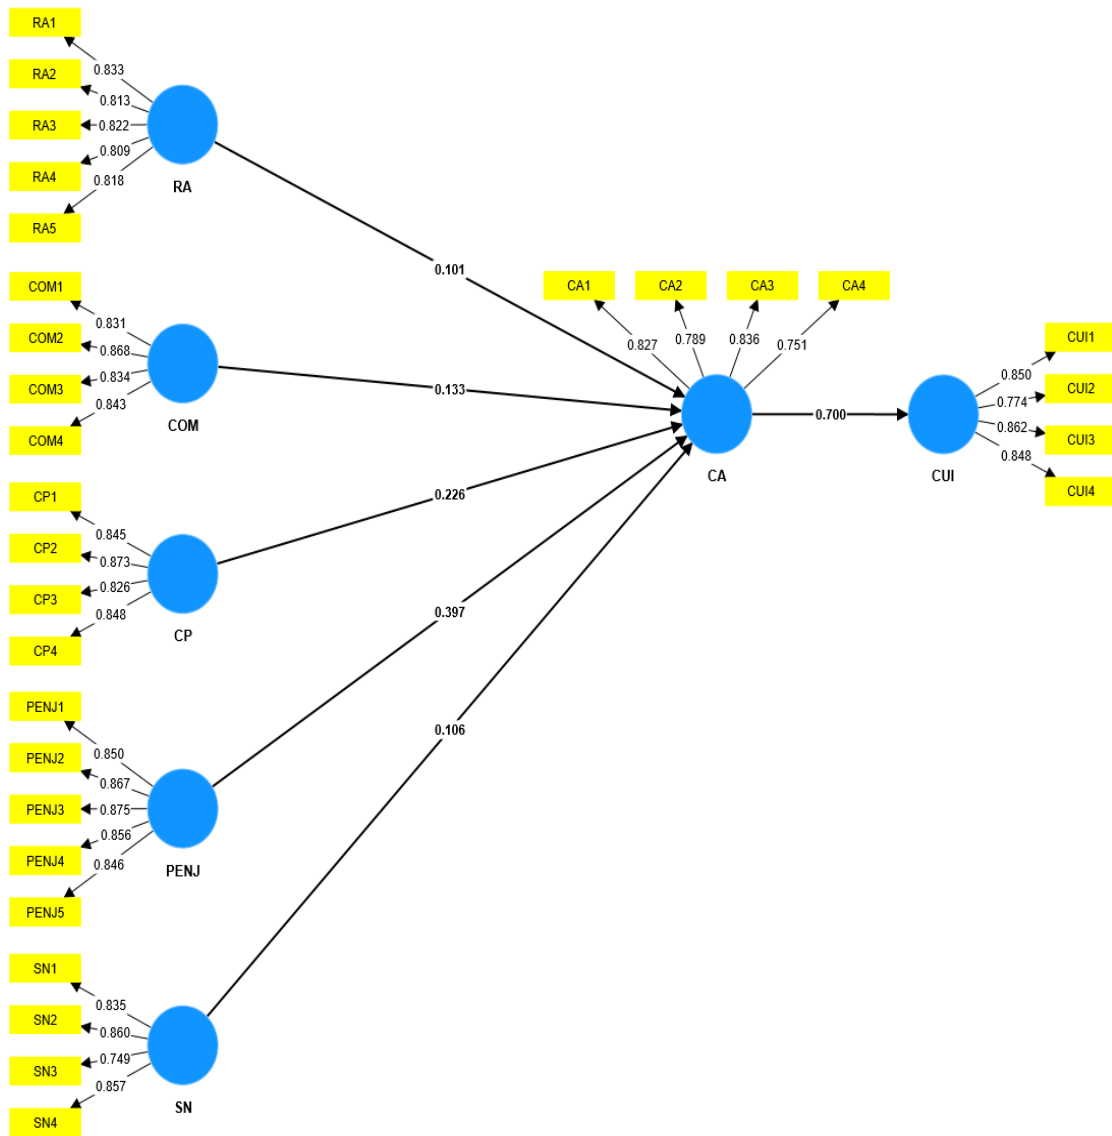 RA1
0.833
RA2
0.813
RA3
0.822
RA4
0.809
RA5
0.818
RA
0.101
COM1
0.831
COM2
0.868
COM3
0.834
COM4
0.843
COM
0.133
CP1
0.845
CP2
0.873
CP3
0.826
CP4
0.848
CP
0.226
PENJ1
0.850
PENJ2
0.867
PENJ3
0.875
PENJ4
0.856
PENJ5
0.846
PENJ
0.397
SN1
0.835
SN2
0.860
SN3
0.749
SN4
0.857
SN
0.106
CA1
CA2
CA3
CA4
0.827
0.789
0.836
0.751
CA
0.700
CUI1
0.850
CUI2
0.774
CUI3
0.862
CUI4
0.848
CUI